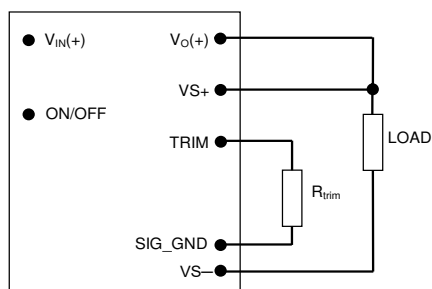 V_IN(+)
V_O(+)
VS+
ON/OFF
TRIM
LOAD
R_trim
SIG_GND
VS─